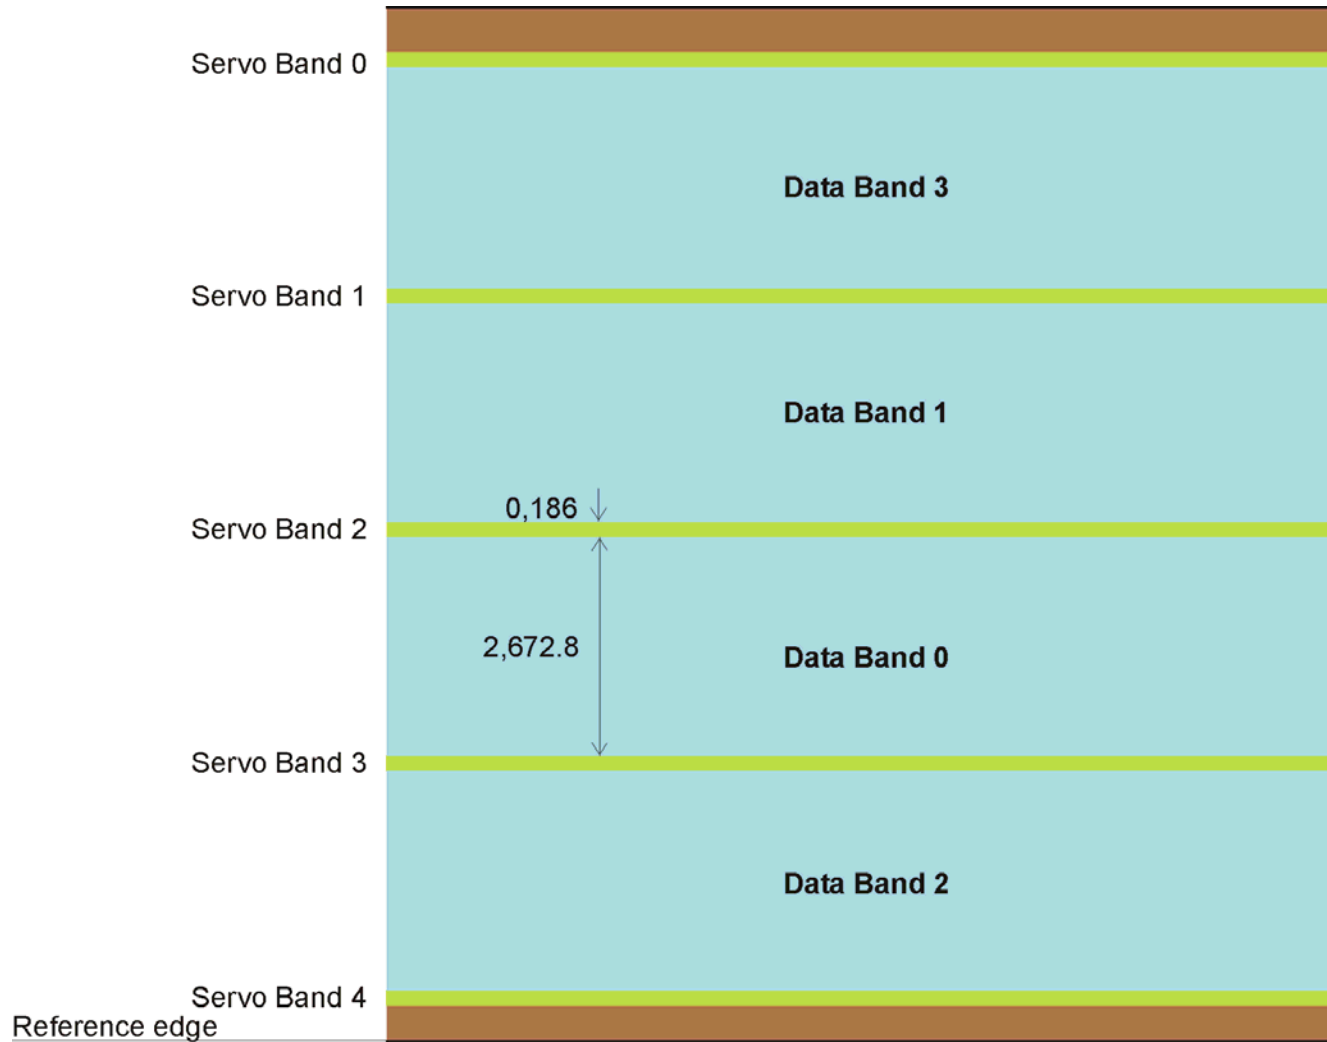 Servo Band 0
Data Band 3
Servo Band 1
Data Band 1
0,186
Servo Band 2
2,672.8
Data Band 0
Servo Band 3
Data Band 2
Servo Band 4
Reference edge